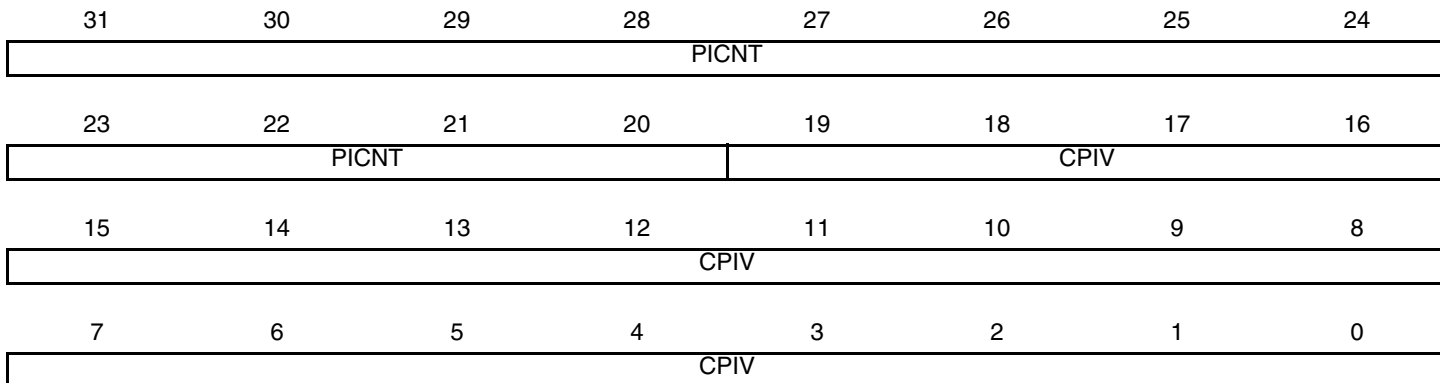 31 30 29 28 27 26 25 24
PICNT
23 22 21 20 19 18 17 16
PICNT CPIV
15 14 13 12 11 10 9 8
CPIV
7 6 5 4 3 2 1 0
CPIV